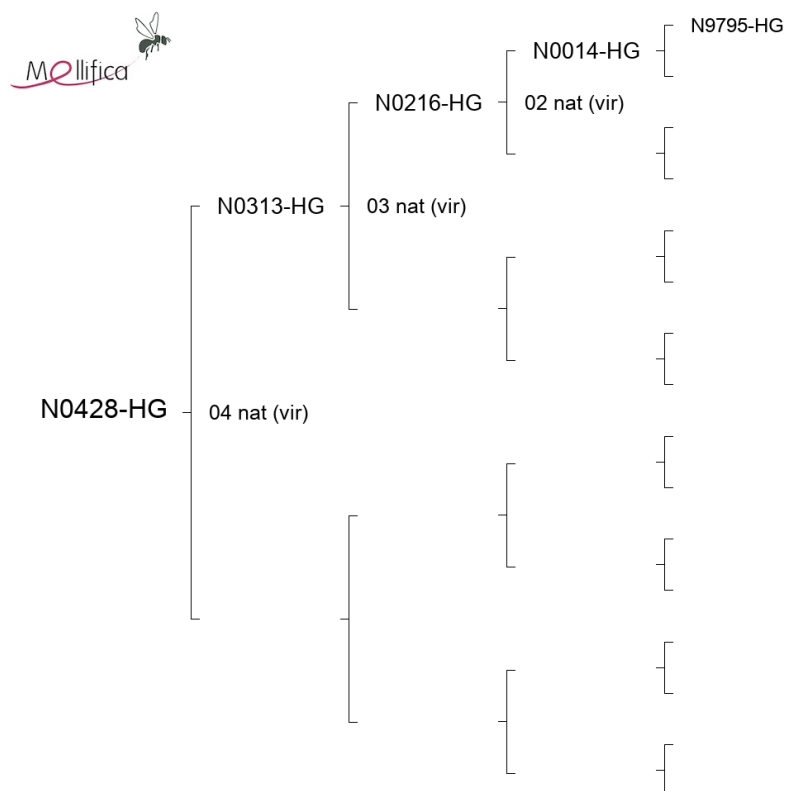 Mellifica
N9795-HG
N0014-HG
N0216-HG 02 nat (vir)
N0313-HG 03 nat (vir)
N0428-HG 04 nat (vir)